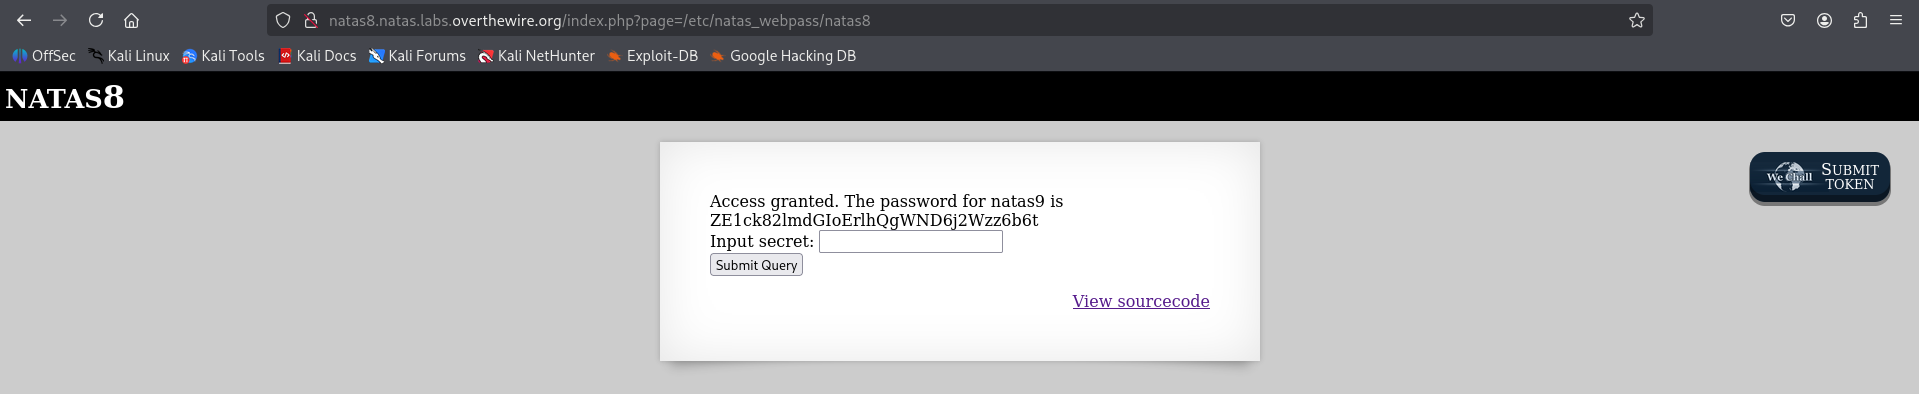 natas8.natas.labs.overthewire.org/index.php?page=/etc/natas_webpass/natas8
OffSec Kali Linux Kali Tools Kali Docs Kali Forums Kali NetHunter Exploit-DB Google Hacking DB
NATAS8
We Chall SUBMIT TOKEN
Access granted. The password for natas9 is
ZE1ck82lmdGIoErlhQgWND6j2Wzz6b6t
Input secret:
Submit Query
View sourcecode